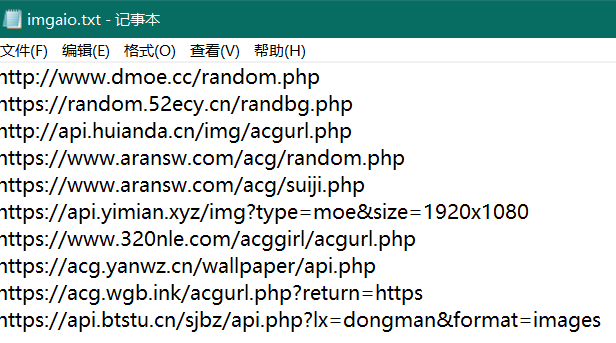 imgaio.txt - 记事本
文件(F) 编辑(E) 格式(O) 查看(V) 帮助(H)
http://www.dmoe.cc/random.php
https://random.52ecy.cn/randbg.php
http://api.huianda.cn/img/acgurl.php
https://www.aransw.com/acg/random.php
https://www.aransw.com/acg/suiji.php
https://api.yimian.xyz/img?type=moe&size=1920x1080
https://www.320nle.com/acggirl/acgurl.php
https://acg.yanwz.cn/wallpaper/api.php
https://acg.wgb.ink/acgurl.php?return=https
https://api.btstu.cn/sjbz/api.php?lx=dongman&format=images